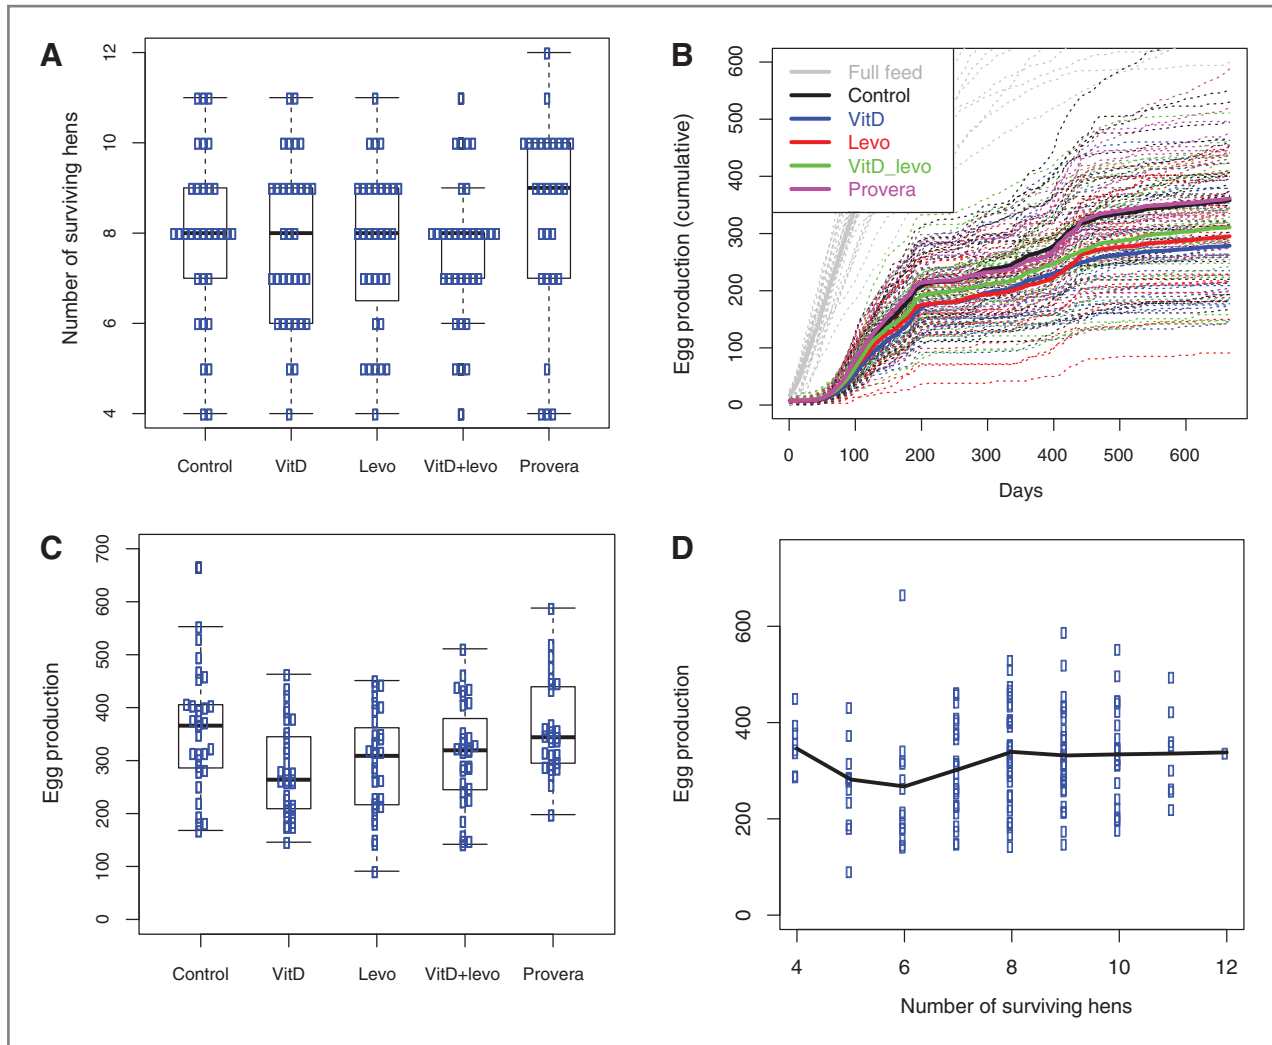 A
Number of surviving hens
12
10
8
6
4
Control VitD Levo VitD+levo Provera
B
Egg production (cumulative)
600
500
400
300
200
100
0
Full feed
Control
VitD
Levo
VitD_levo
Provera
0 100 200 300 400 500 600
Days
C
Egg production
700
600
500
400
300
200
100
0
Control VitD Levo VitD+levo Provera
D
Egg production
600
400
200
0
4 6 8 10 12
Number of surviving hens